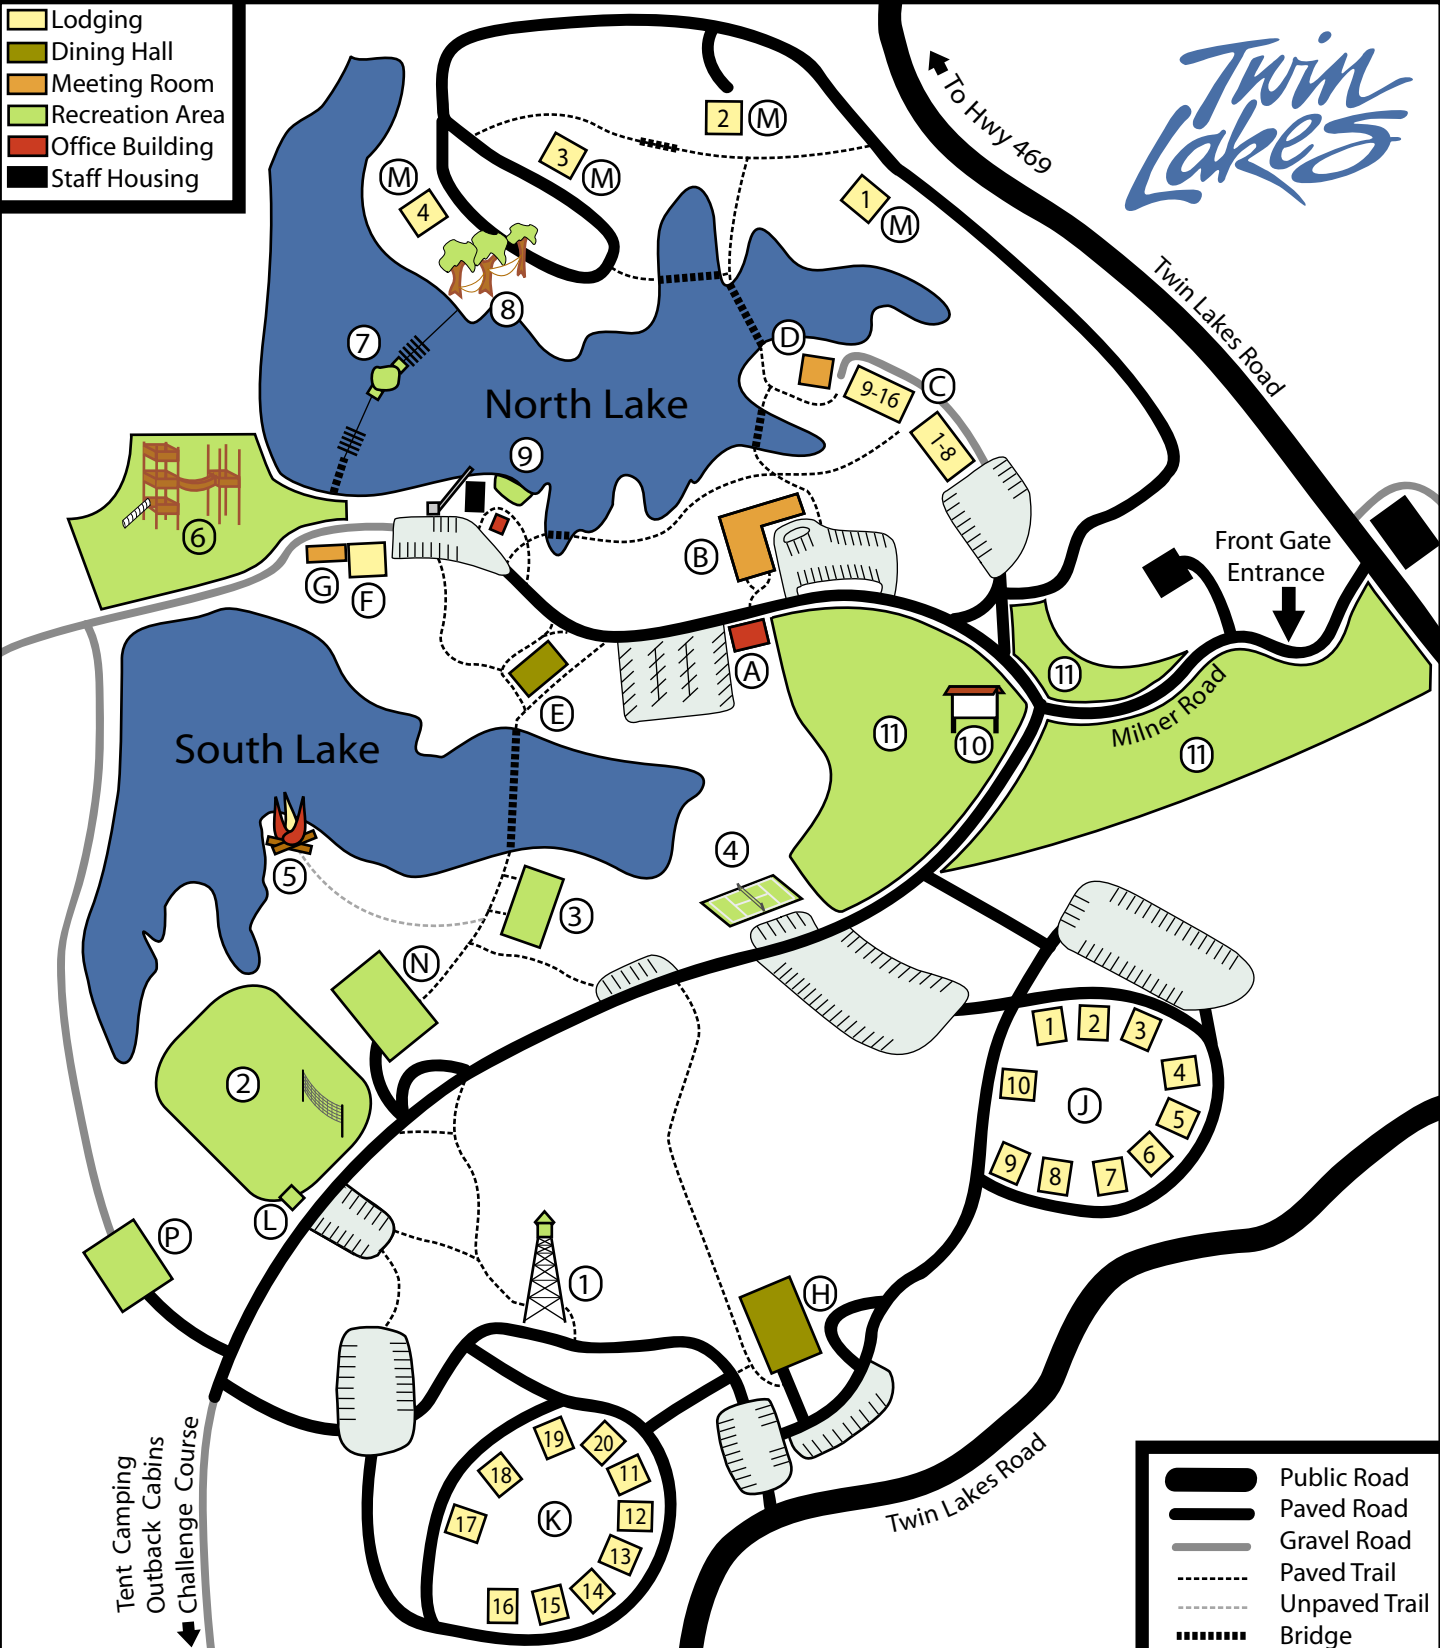 Lodging
Dining Hall
Meeting Room
Recreation Area
Office Building
Staff Housing
Twin
Lakes
To Hwy 469
2 M
3 M
M
4
1
M
8
7
D
Twin Lakes Road
C
9-16
1-8
North Lake
9
6
B
Front Gate
Entrance
G F
A
11
E
11
10
Milner Road
11
South Lake
4
5
3
N
1 2 3
2
10
J
4
5
6
9 8 7
L
P
1
H
19 20
18
11
17
K
12
13
14
16 15
Tent Camping
Outback Cabins
Challenge Course
Twin Lakes Road
Public Road
Paved Road
Gravel Road
Paved Trail
Unpaved Trail
Bridge